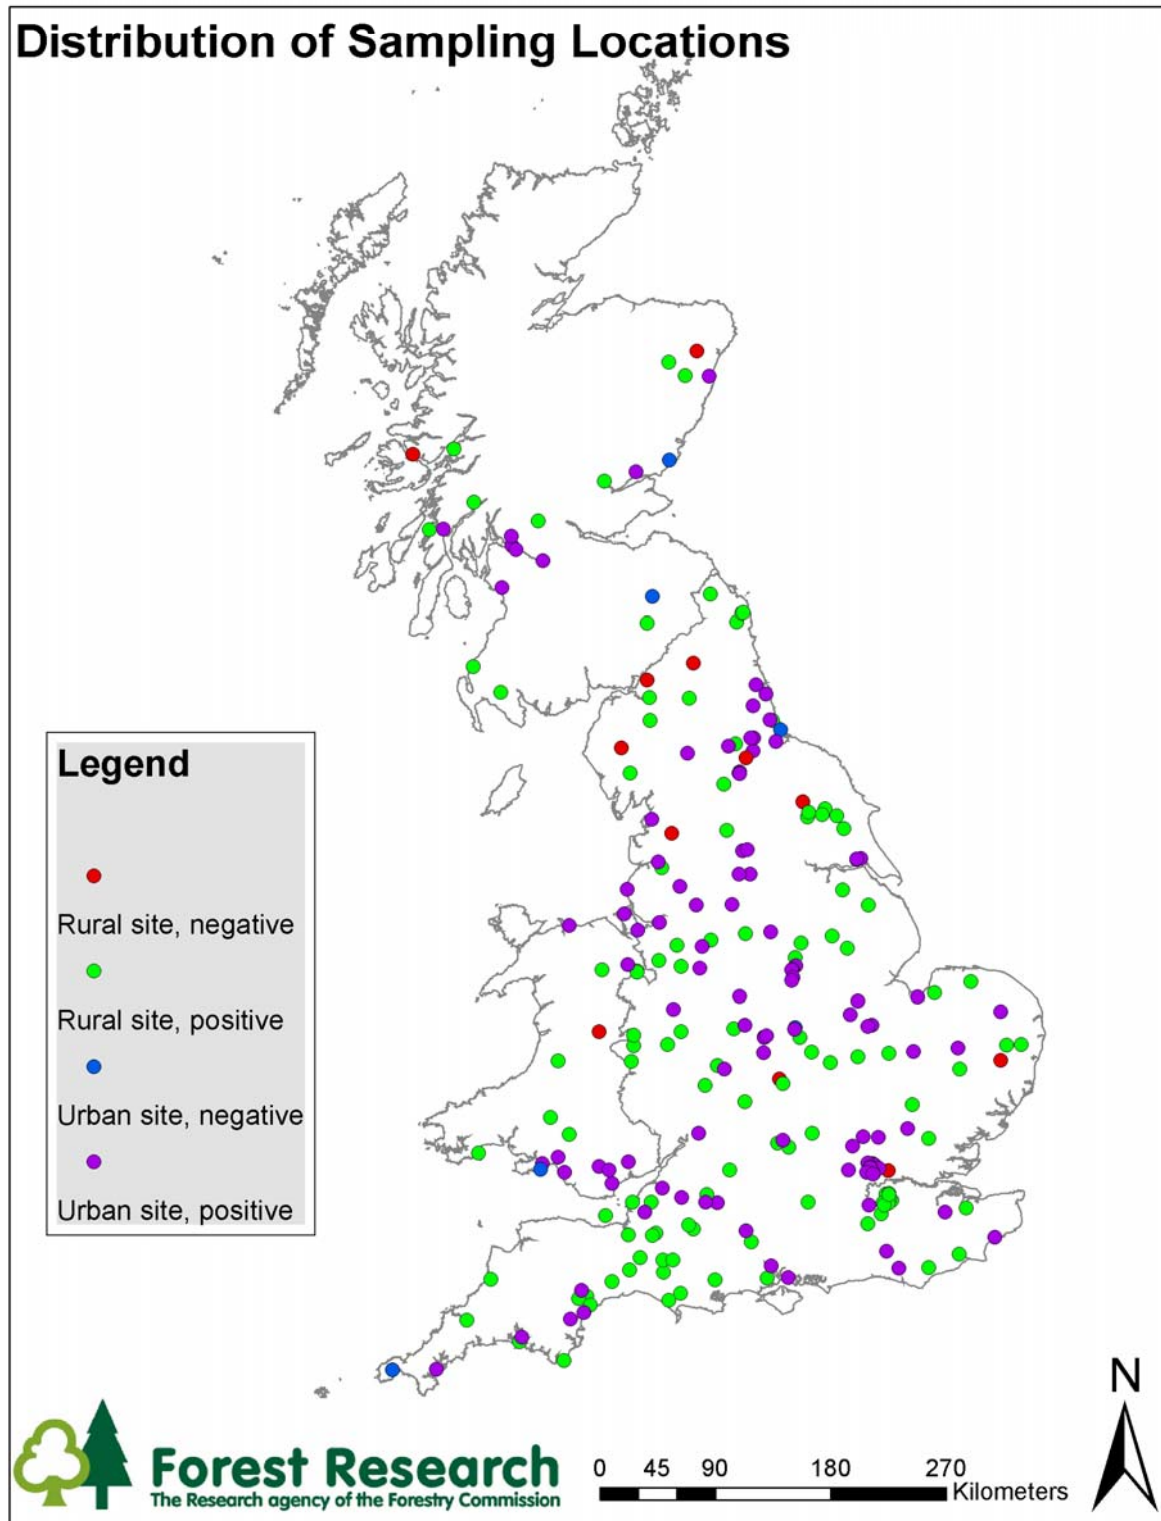 Distribution of Sampling Locations
Legend
Rural site, negative
Rural site, positive
Urban site, negative
Urban site, positive
N
Forest Research
The Research agency of the Forestry Commission
0 45 90 180 270
Kilometers